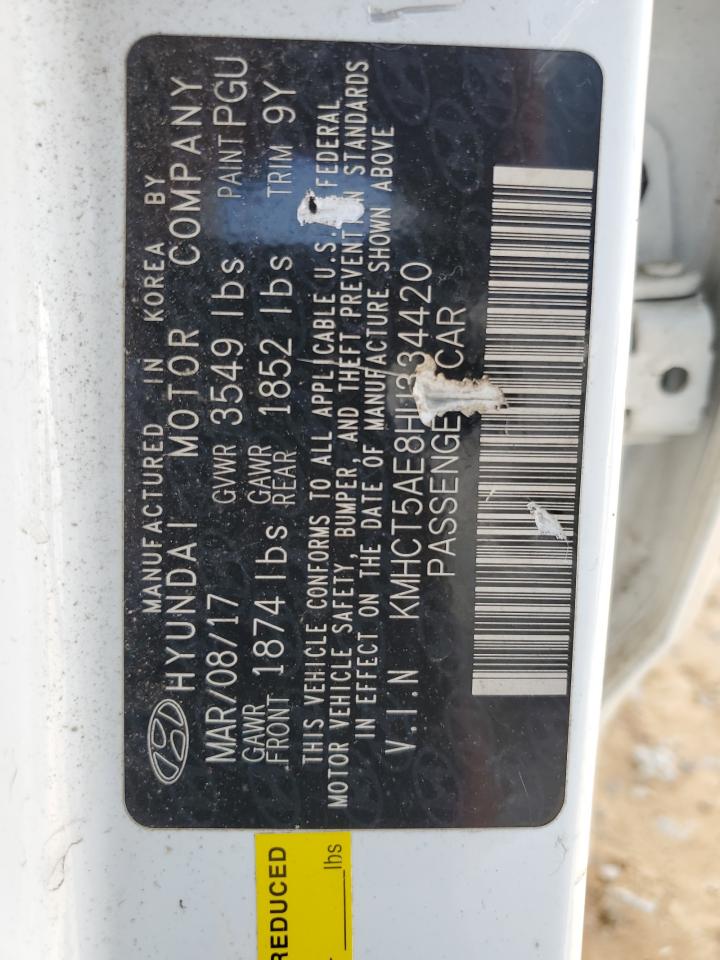 MANUFACTURED IN KOREA BY
HYUNDAI MOTOR COMPANY
MAR/08/17 GVWR 3549 lbs PAINT PGU
GAWR FRONT 1874 lbs GAWR REAR 1852 lbs TRIM 9Y
THIS VEHICLE CONFORMS TO ALL APPLICABLE U.S. FEDERAL
MOTOR VEHICLE SAFETY, BUMPER, AND THEFT PREVENTION STANDARDS
IN EFFECT ON THE DATE OF MANUFACTURE SHOWN ABOVE
V.I.N KMHCT5AE8HU334420
PASSENGER CAR
REDUCED
lbs